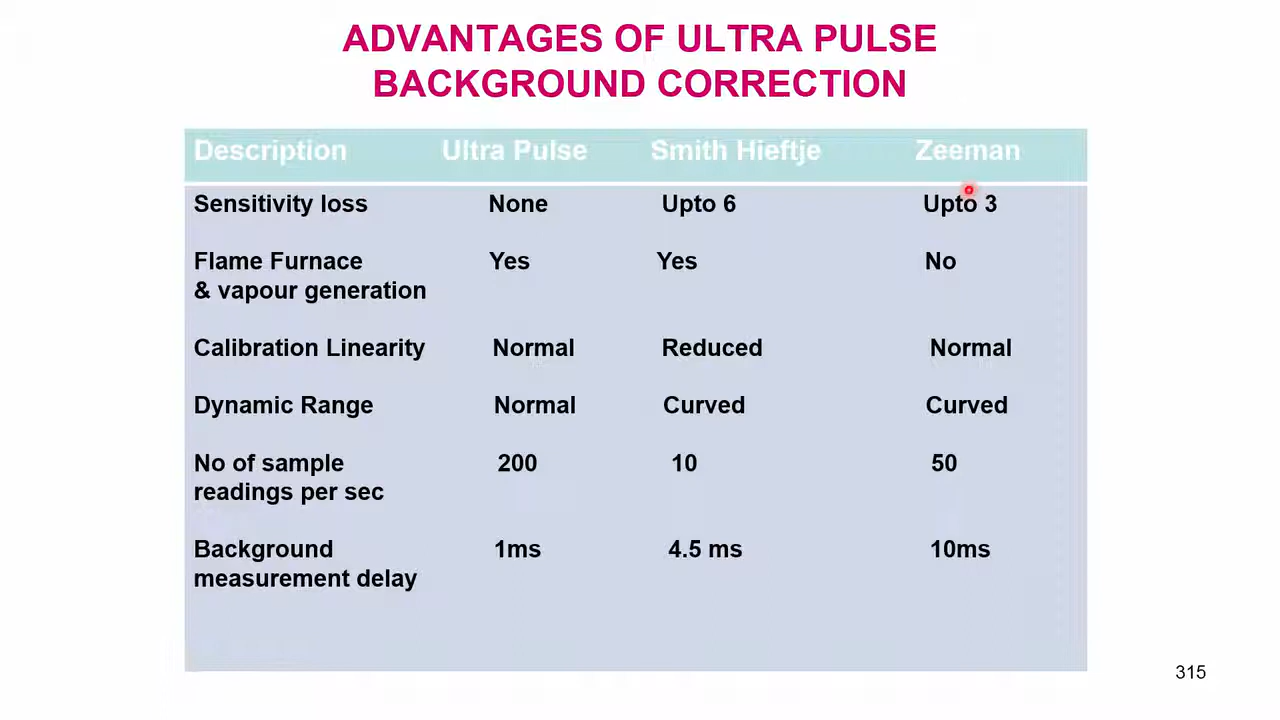 ADVANTAGES OF ULTRA PULSE
BACKGROUND CORRECTION
Description Ultra Pulse Smith Hieftje Zeeman
Sensitivity loss None Upto 6 Upto 3
Flame Furnace Yes Yes No
& vapour generation
Calibration Linearity Normal Reduced Normal
Dynamic Range Normal Curved Curved
No of sample 200 10 50
readings per sec
Background 1ms 4.5 ms 10ms
measurement delay
315